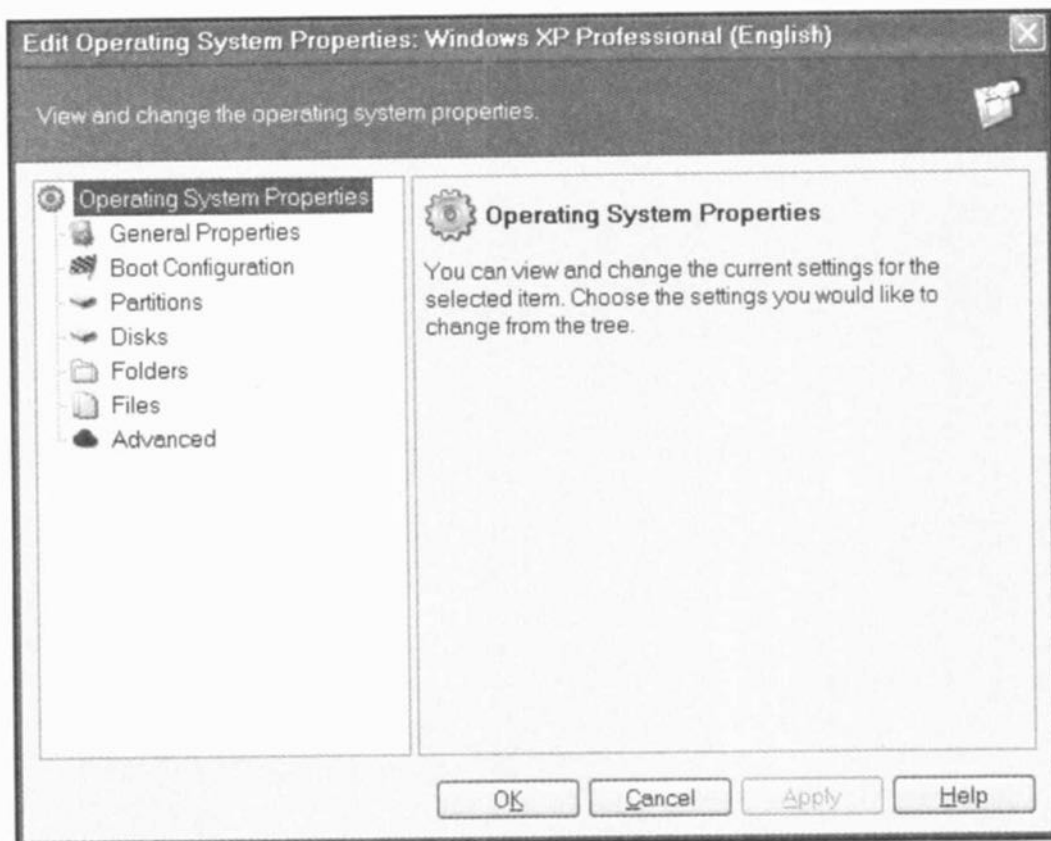 Edit Operating System Properties: Windows XP Professional (English)
View and change the operating system properties.
Operating System Properties
General Properties
Boot Configuration
Partitions
Disks
Folders
Files
Advanced
Operating System Properties
You can view and change the current settings for the
selected item. Choose the settings you would like to
change from the tree.
OK
Cancel
Apply
Help